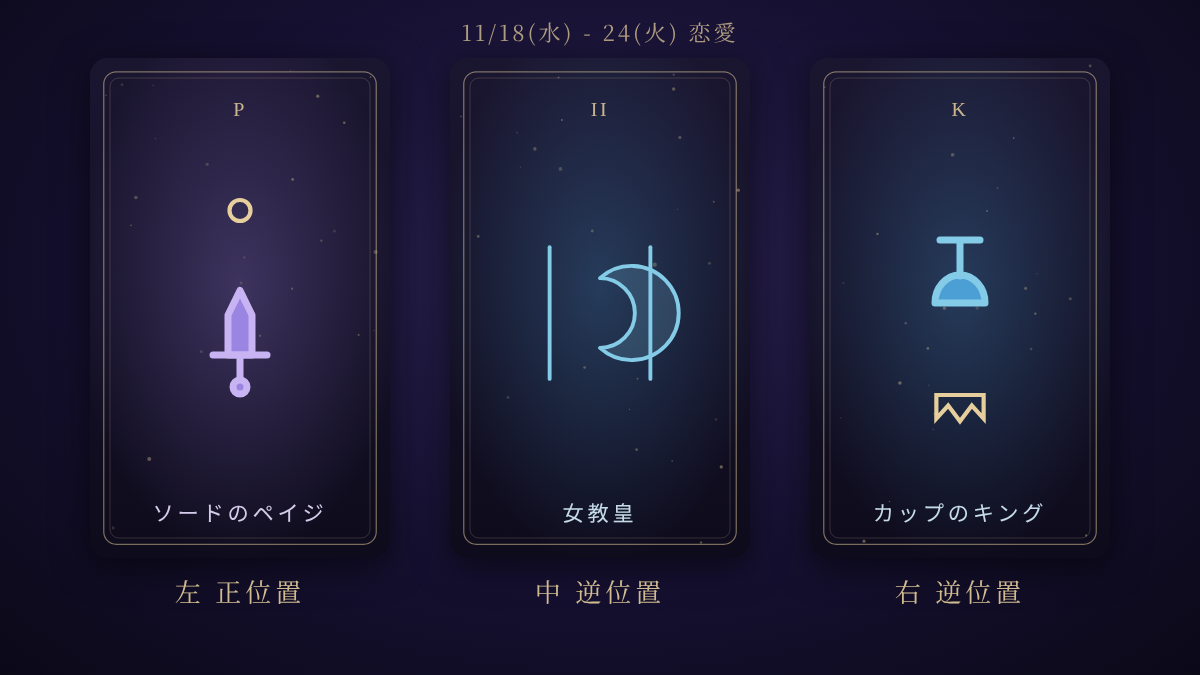 11/18(水) - 24(火) 恋愛
P
II
K
ソードのペイジ
女教皇
カップのキング
左 正位置
中 逆位置
右 逆位置